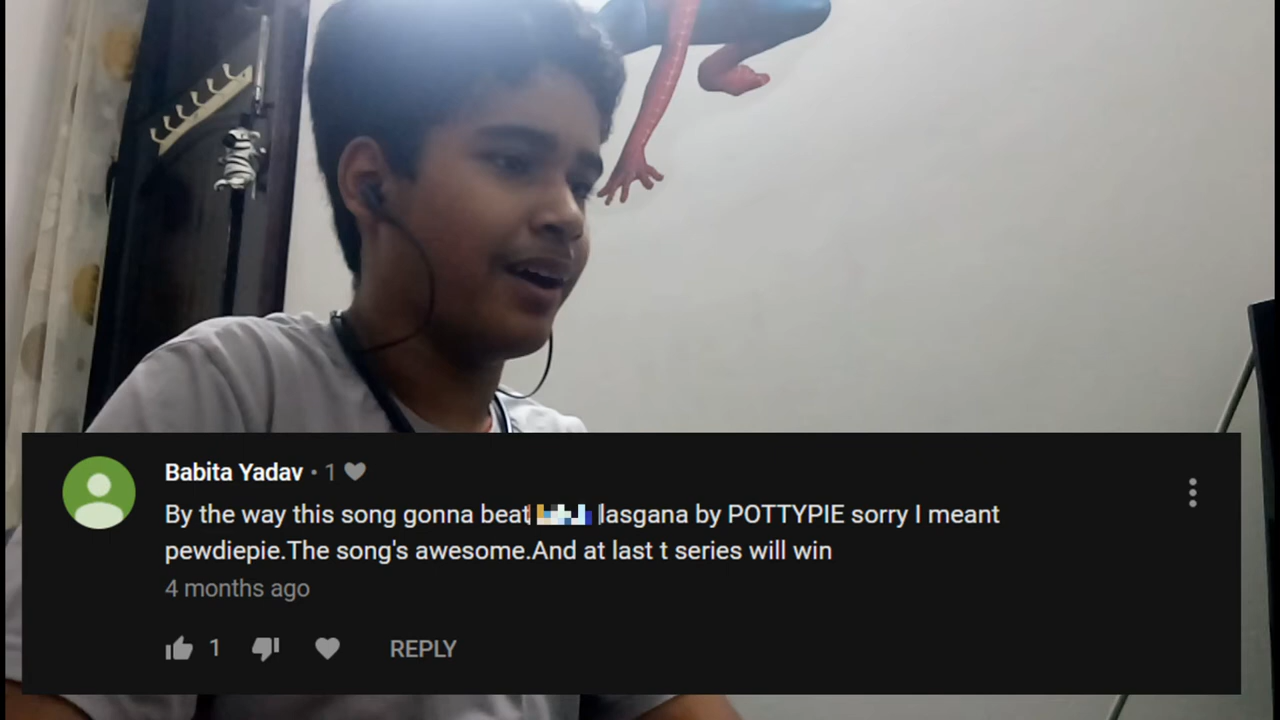 Babita Yadav • 1
By the way this song gonna beat lasgana by POTTYPIE sorry I meant
pewdiepie.The song's awesome.And at last t series will win
4 months ago
1 REPLY